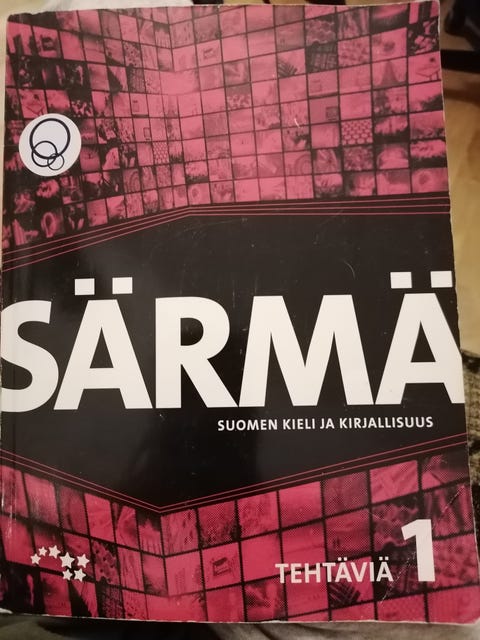 SÄRMÄ
SUOMEN KIELI JA KIRJALLISUUS
TEHTÄVIÄ 1